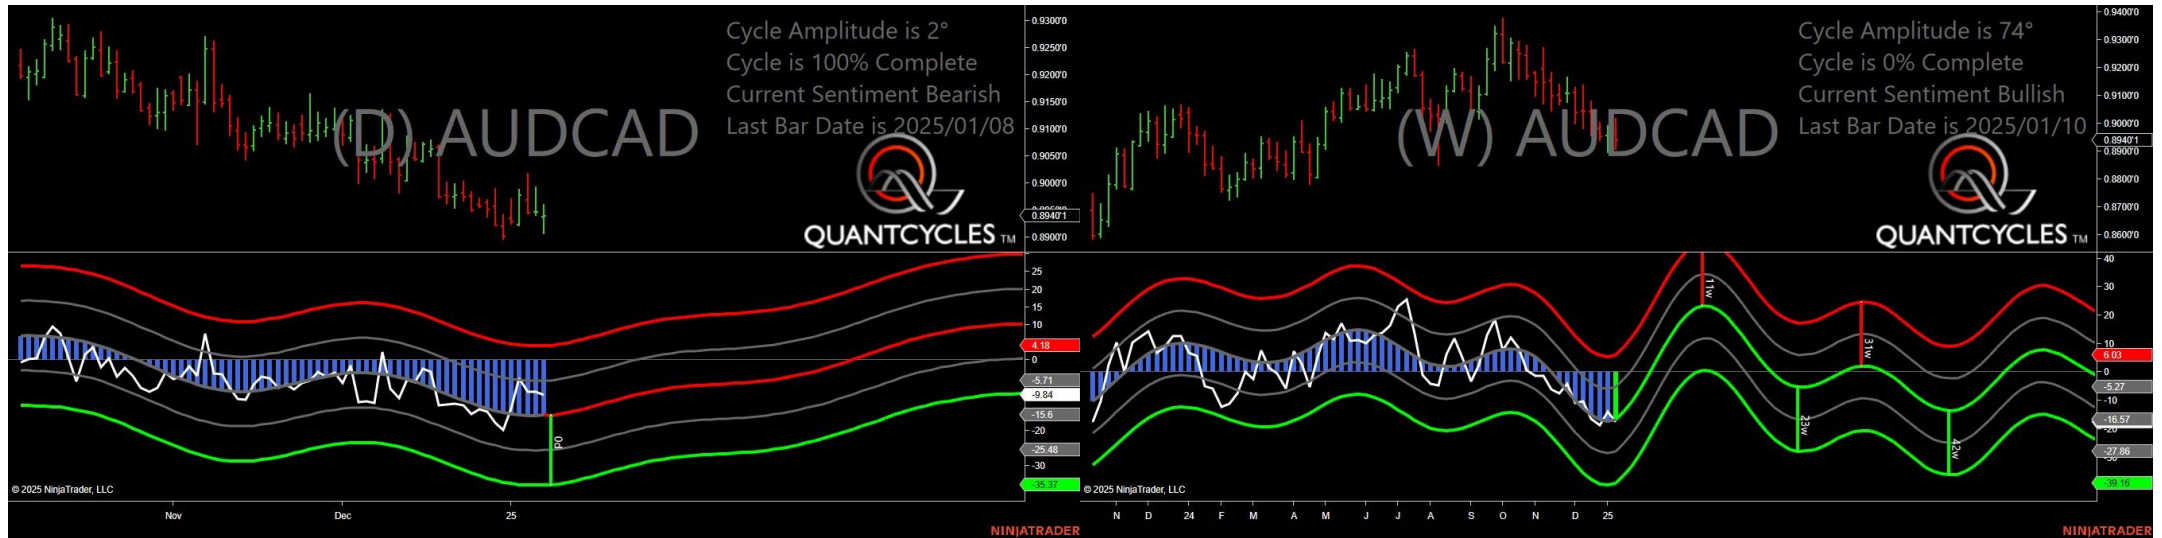 Cycle Amplitude is 2°
Cycle is 100% Complete
Current Sentiment Bearish
Last Bar Date is 2025/01/08
(D) AUDCAD
QUANTCYCLES TM
0.9300'0
0.9250'0
0.9200'0
0.9150'0
0.9100'0
0.9050'0
0.9000'0
0.8940'1
0.8900'0
25
20
15
10
4.18
0
-5.71
-9.84
-15.6
-20
-25.48
-30
-35.37
0d
© 2025 NinjaTrader, LLC
Nov Dec 25
NINJATRADER
Cycle Amplitude is 74°
Cycle is 0% Complete
Current Sentiment Bullish
Last Bar Date is 2025/01/10
(W) AUDCAD
QUANTCYCLES TM
0.9400'0
0.9300'0
0.9200'0
0.9100'0
0.9000'0
0.8940'1
0.8900'0
0.8800'0
0.8700'0
0.8600'0
40
30
20
10
6.03
0
-5.27
-10
-16.57
-27.86
-39.16
11w
31w
23w
42w
© 2025 NinjaTrader, LLC
N D 24 F M A M J J A S O N D 25
NINJATRADER